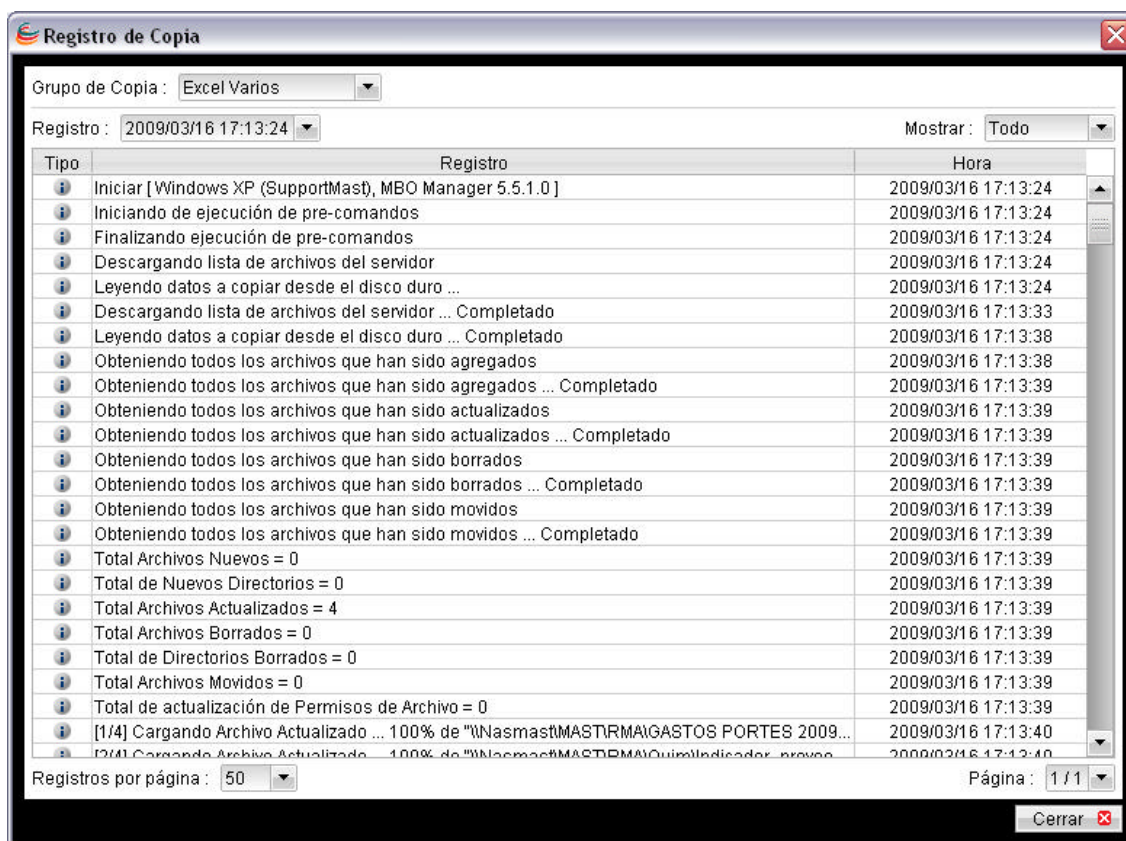 Registro de Copia
Grupo de Copia : Excel Varios
Registro : 2009/03/16 17:13:24 Mostrar : Todo
Tipo Registro Hora
Iniciar [ Windows XP (SupportMast), MBO Manager 5.5.1.0 ] 2009/03/16 17:13:24
Iniciando de ejecución de pre-comandos 2009/03/16 17:13:24
Finalizando ejecución de pre-comandos 2009/03/16 17:13:24
Descargando lista de archivos del servidor 2009/03/16 17:13:24
Leyendo datos a copiar desde el disco duro ... 2009/03/16 17:13:24
Descargando lista de archivos del servidor ... Completado 2009/03/16 17:13:33
Leyendo datos a copiar desde el disco duro ... Completado 2009/03/16 17:13:38
Obteniendo todos los archivos que han sido agregados 2009/03/16 17:13:38
Obteniendo todos los archivos que han sido agregados ... Completado 2009/03/16 17:13:39
Obteniendo todos los archivos que han sido actualizados 2009/03/16 17:13:39
Obteniendo todos los archivos que han sido actualizados ... Completado 2009/03/16 17:13:39
Obteniendo todos los archivos que han sido borrados 2009/03/16 17:13:39
Obteniendo todos los archivos que han sido borrados ... Completado 2009/03/16 17:13:39
Obteniendo todos los archivos que han sido movidos 2009/03/16 17:13:39
Obteniendo todos los archivos que han sido movidos ... Completado 2009/03/16 17:13:39
Total Archivos Nuevos = 0 2009/03/16 17:13:39
Total de Nuevos Directorios = 0 2009/03/16 17:13:39
Total Archivos Actualizados = 4 2009/03/16 17:13:39
Total Archivos Borrados = 0 2009/03/16 17:13:39
Total de Directorios Borrados = 0 2009/03/16 17:13:39
Total Archivos Movidos = 0 2009/03/16 17:13:39
Total de actualización de Permisos de Archivo = 0 2009/03/16 17:13:39
[1/4] Cargando Archivo Actualizado ... 100% de "\\Nasmast\MAST\RMA\GASTOS PORTES 2009... 2009/03/16 17:13:40
[2/4] Cargando Archivo Actualizado ... 100% de 2009/03/16 17:13:40
Registros por página : 50 Página : 1 / 1
Cerrar